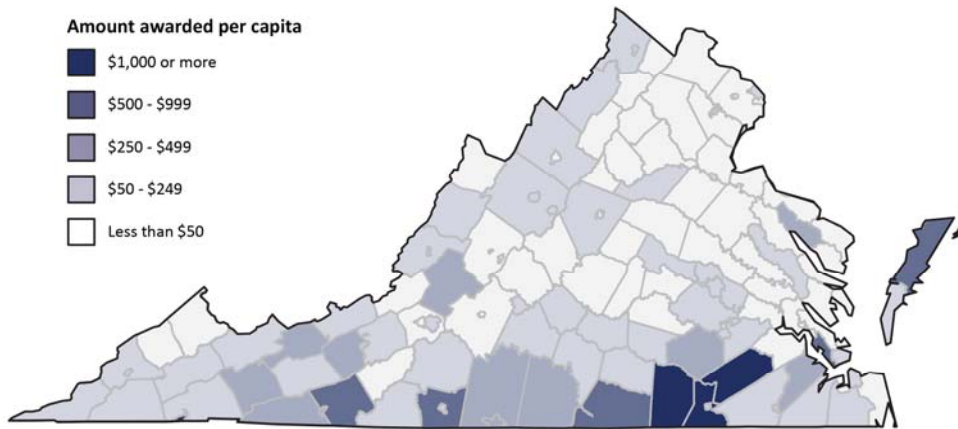 Amount awarded per capita
$1,000 or more
$500 - $999
$250 - $499
$50 - $249
Less than $50